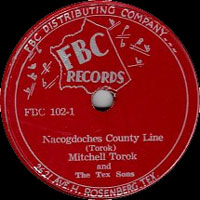 FBC DISTRIBUTING COMPANY
FBC
RECORDS
FBC 102-1
Nacogdoches County Line
(Torok)
Mitchell Torok
and
The Tex Sons
2521 AVE. H. ROSENBERG, TEX.